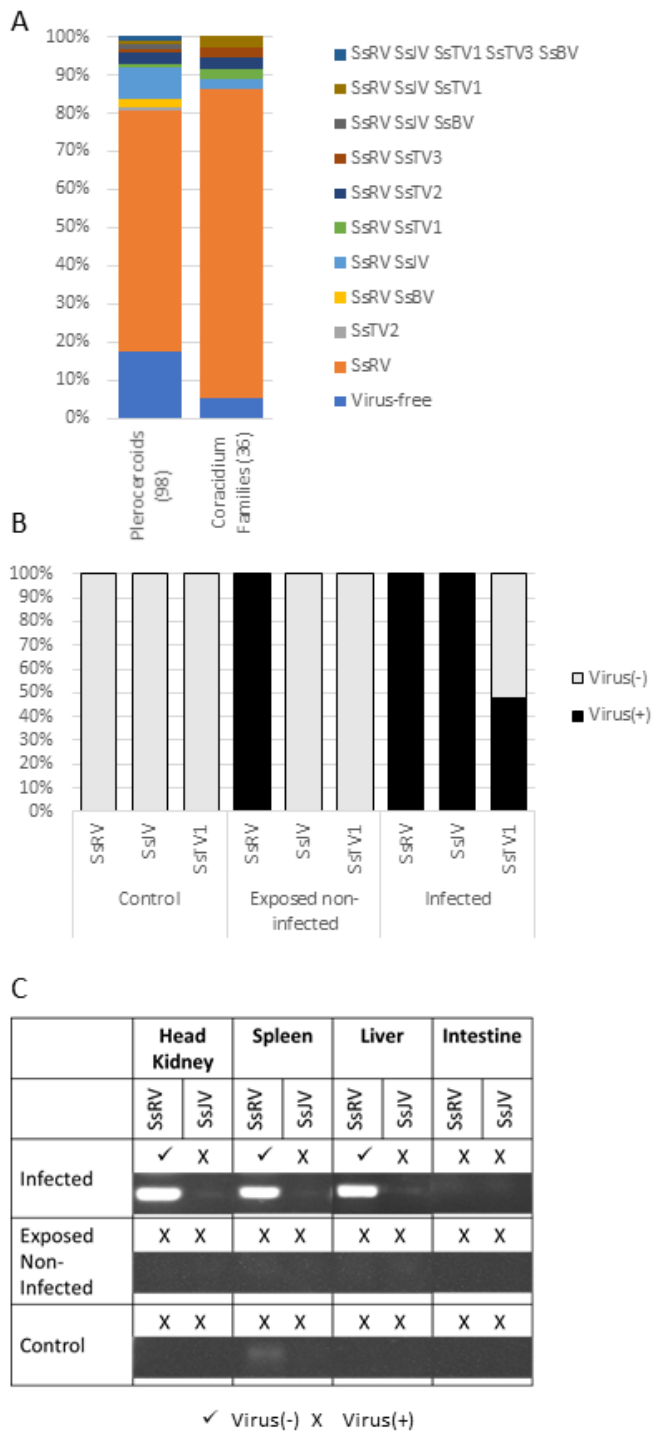 A
100%
90%
80%
70%
60%
50%
40%
30%
20%
10%
0%
Plerocercoids
(98)
Coracidium
Families (36)
SsRV SsJV SsTV1 SsTV3 SsBV
SsRV SsJV SsTV1
SsRV SsJV SsBV
SsRV SsTV3
SsRV SsTV2
SsRV SsTV1
SsRV SsJV
SsRV SsBV
SsTV2
SsRV
Virus-free
B
100%
90%
80%
70%
60%
50%
40%
30%
20%
10%
0%
SsRV SsJV SsTV1 SsRV SsJV SsTV1 SsRV SsJV SsTV1
Control Exposed non-infected Infected
Virus(-)
Virus(+)
C
Head Kidney Spleen Liver Intestine
SsRV SsJV SsRV SsJV SsRV SsJV SsRV SsJV
Infected ✓ X ✓ X ✓ X X X
Exposed Non-Infected X X X X X X X X
Control X X X X X X X X
✓ Virus(-) X Virus(+)